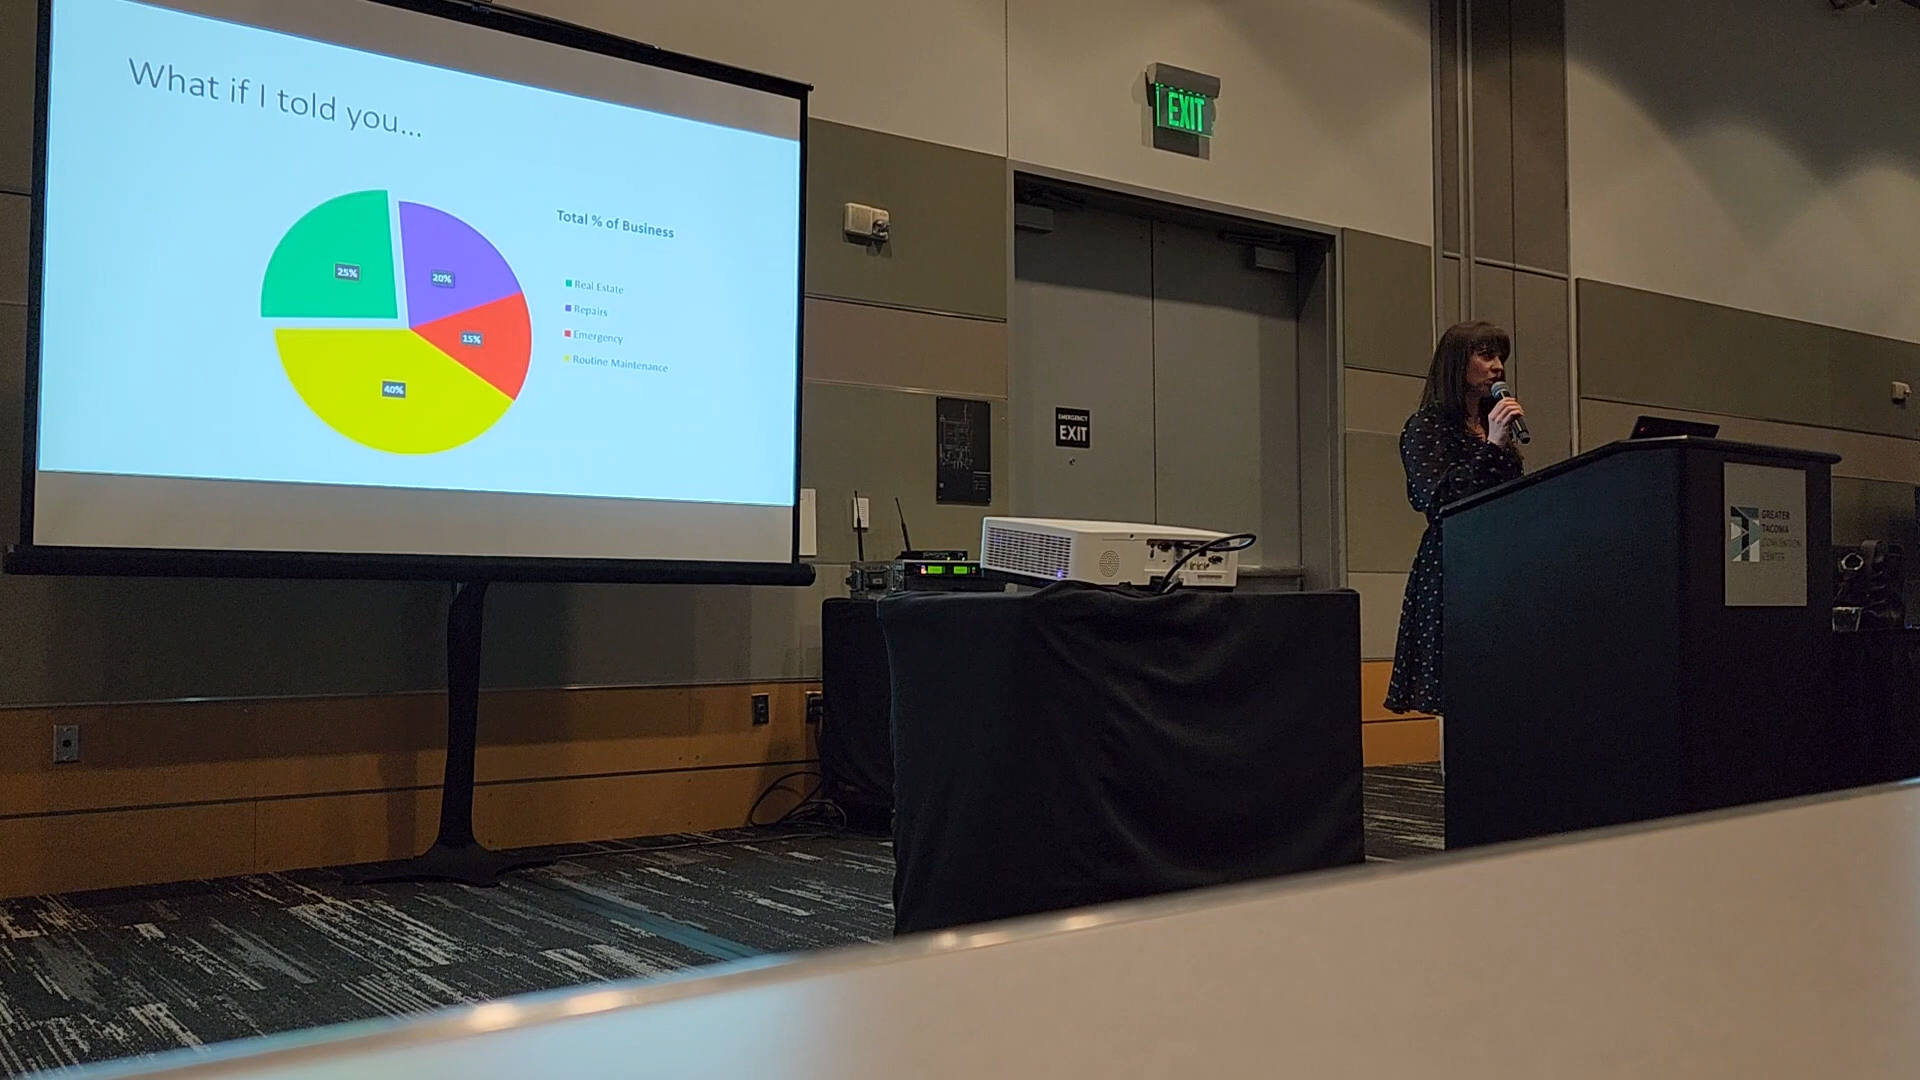 What if I told you...
Total % of Business
25%
20%
15%
40%
Real Estate
Repairs
Emergency
Routine Maintenance
EXIT
EMERGENCY
EXIT
GREATER
TACOMA
CONVENTION
CENTER